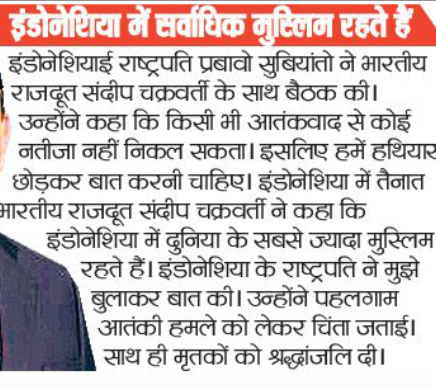 इंडोनेशिया में सर्वाधिक मुस्लिम रहते हैं
इंडोनेशियाई राष्ट्रपति प्रबावो सुबियांतो ने भारतीय
राजदूत संदीप चक्रवर्ती के साथ बैठक की।
उन्होंने कहा कि किसी भी आतंकवाद से कोई
नतीजा नहीं निकल सकता। इसलिए हमें हथियार
छोड़कर बात करनी चाहिए। इंडोनेशिया में तैनात
भारतीय राजदूत संदीप चक्रवर्ती ने कहा कि
इंडोनेशिया में दुनिया के सबसे ज्यादा मुस्लिम
रहते हैं। इंडोनेशिया के राष्ट्रपति ने मुझे
बुलाकर बात की। उन्होंने पहलगाम
आतंकी हमले को लेकर चिंता जताई।
साथ ही मृतकों को श्रद्धांजलि दी।